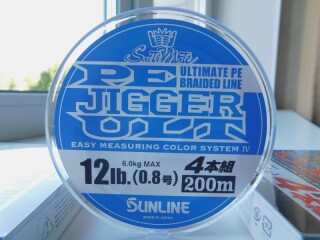 SaltiMate
PE
ULTIMATE PE
BRAIDED LINE
JIGGER
ULT
EASY MEASURING COLOR SYSTEM IV
6.0kg MAX
12lb.(0.8号)
4本組
200m
SUNLINE
MADE IN JAPAN